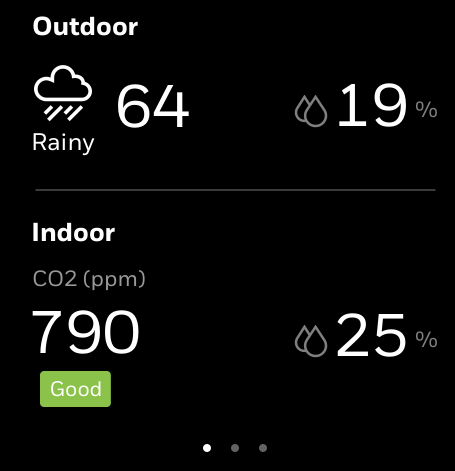 Outdoor
64 19 %
Rainy
Indoor
CO2 (ppm)
790 25 %
Good